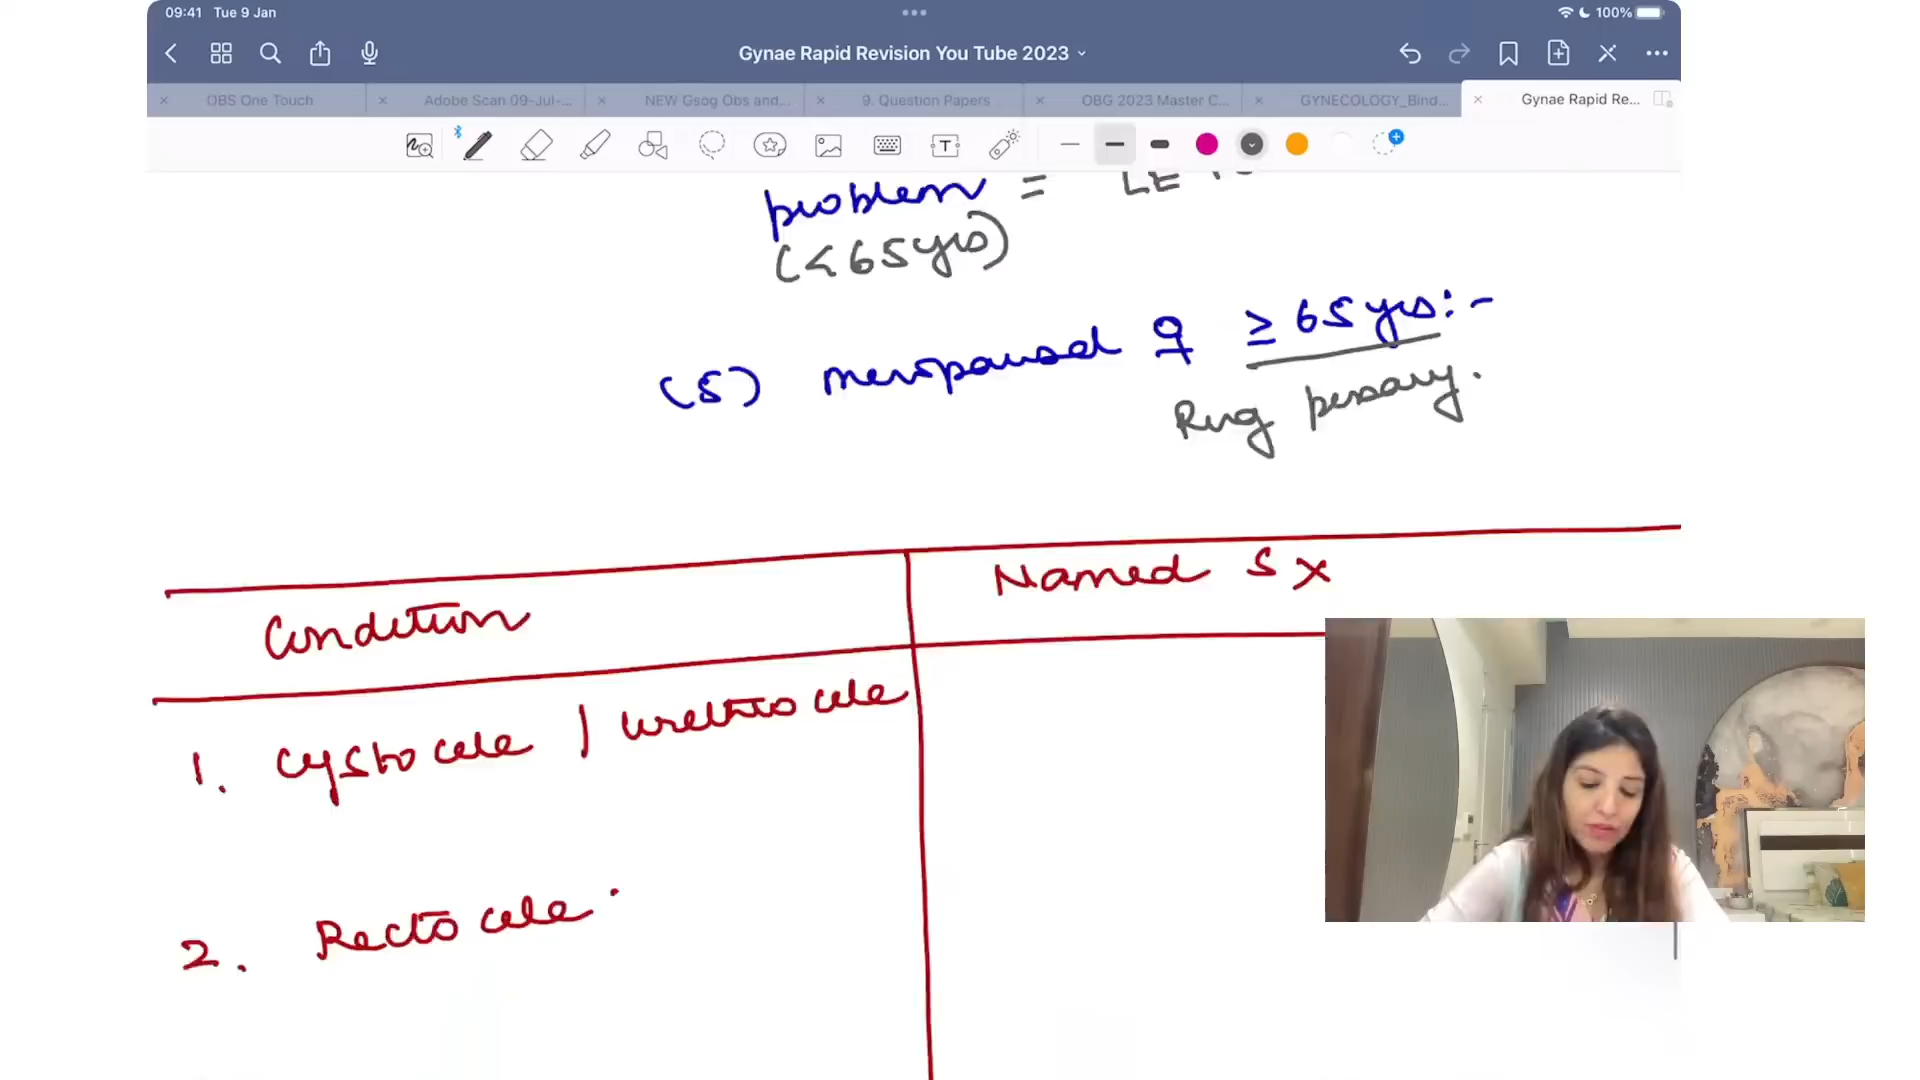 09:41 Tue 9 Jan
100%
Gynae Rapid Revision You Tube 2023
OBS One Touch
Adobe Scan 09-Jul-...
NEW Gsog Obs and...
9. Question Papers
OBG 2023 Master C...
GYNECOLOGY_Bind...
Gynae Rapid Re...
problem =
(<65yrs)
(5) menopausal ♀ ≥ 65 yrs:-
Ring pessary.
Condition
Named Sx
1. Cystocele / Urethrocele
2. Rectocele